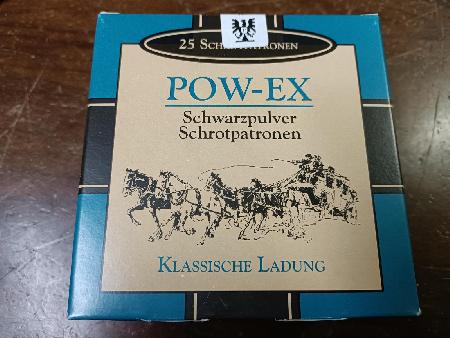 25
POW-EX
Schwarzpulver
Schrotpatronen
KLASSISCHE LADUNG